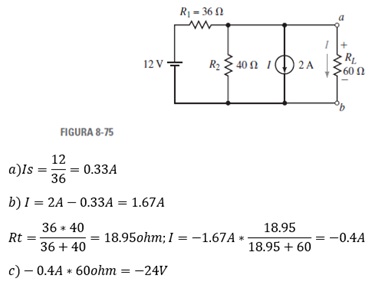 R₁ = 36 Ω
a
12 V
R₂
40 Ω
I
2 A
I
+
R_L
60 Ω
−
b
FIGURA 8-75
a)Is = 12/36 = 0.33A
b) I = 2A − 0.33A = 1.67A
Rt = 36 * 40 / 36 + 40 = 18.95ohm; I = −1.67A * 18.95 / 18.95 + 60 = −0.4A
c) − 0.4A * 60ohm = −24V